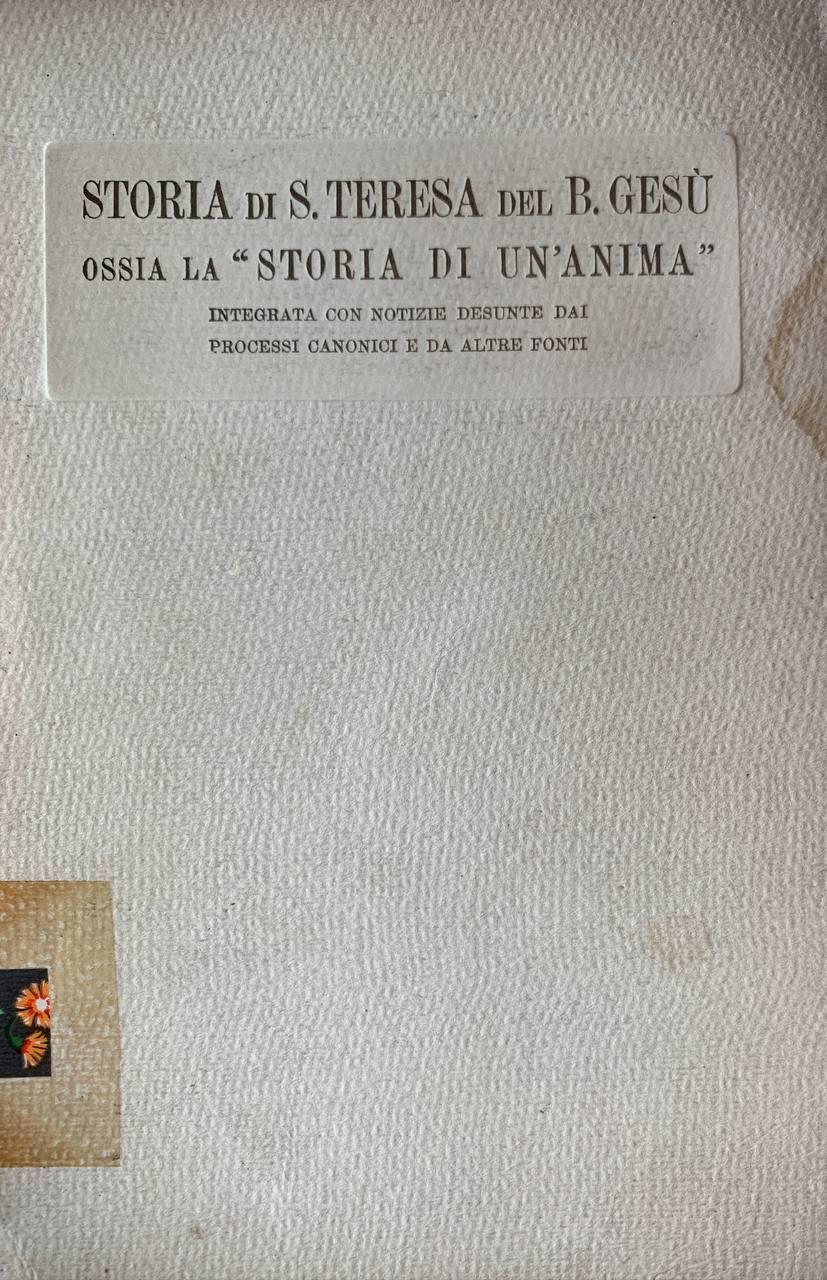 STORIA DI S. TERESA DEL B. GESÙ
OSSIA LA “STORIA DI UN'ANIMA”
INTEGRATA CON NOTIZIE DESUNTE DAI
PROCESSI CANONICI E DA ALTRE FONTI